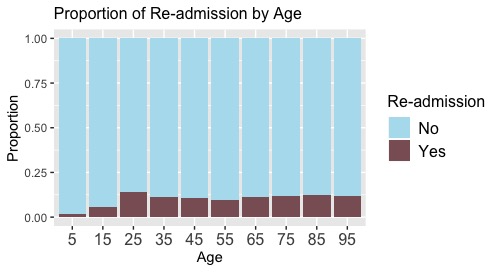 Proportion of Re-admission by Age
1.00
0.75
0.50
0.25
0.00
Proportion
5 15 25 35 45 55 65 75 85 95
Age
Re-admission
No
Yes